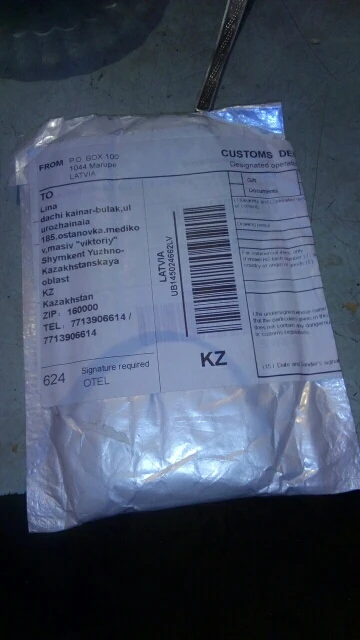 FROM P.O. BOX 100
1044 Marupe
LATVIA
TO
Lina
dachi kainar-bulak,ul
urozhainaia
185,ostanovka.mediko
v,masiv "viktoriy"
Shymkent Yuzhno-
Kazakhstanskaya
oblast
KZ
Kazakhstan
ZIP: 160000
TEL: 7713906614 /
7713906614
624
Signature required
OTEL
LATVIA
UB145024662LV
KZ
CUSTOMS DE
Designated operat
Gift
Documents